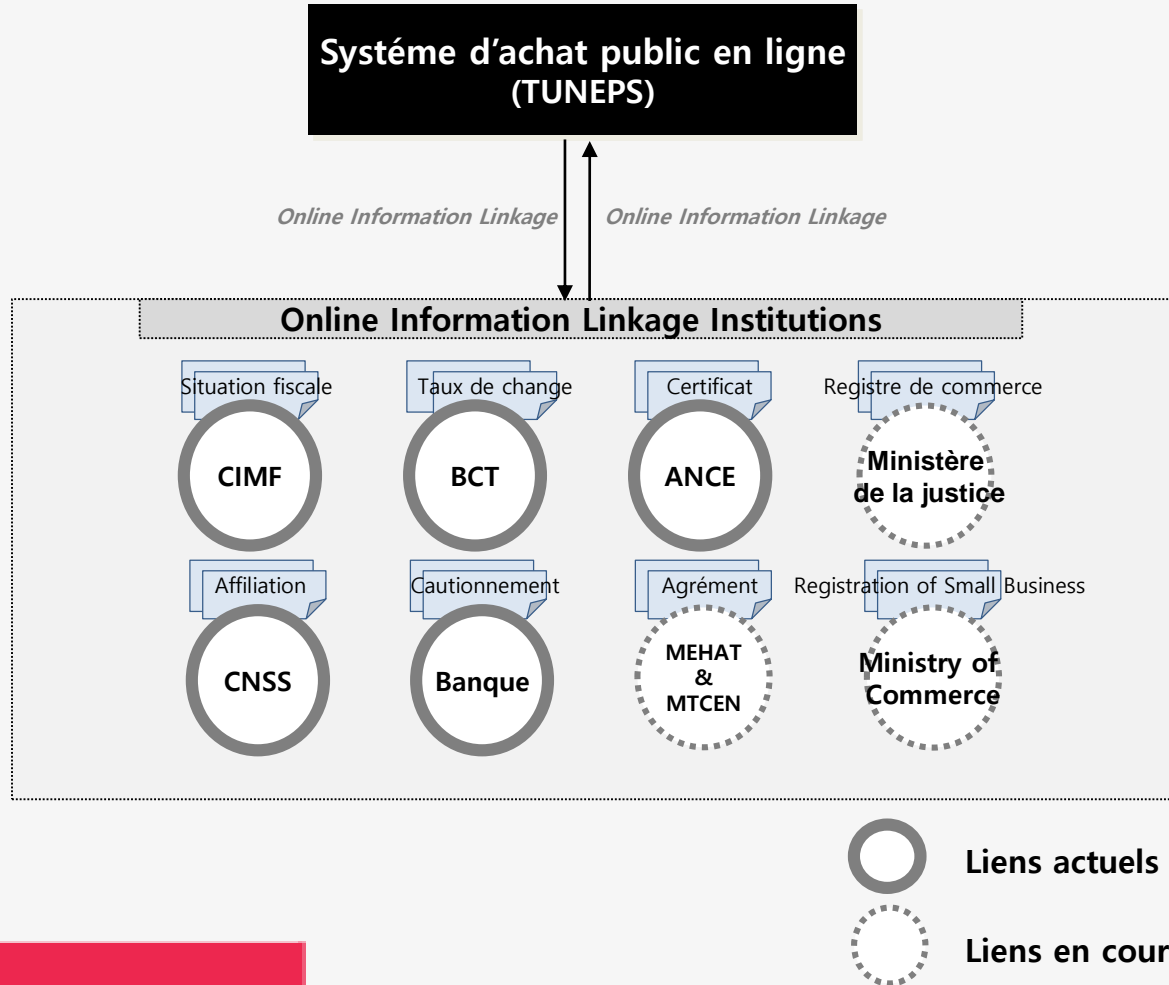 Systéme d'achat public en ligne
(TUNEPS)
Online Information Linkage
Online Information Linkage
Online Information Linkage Institutions
Situation fiscale
Taux de change
Certificat
Registre de commerce
CIMF
BCT
ANCE
Ministère
de la justice
Affiliation
Cautionnement
Agrément
Registration of Small Business
CNSS
Banque
MEHAT
&
MTCEN
Ministry of
Commerce
Liens actuels
Liens en cour